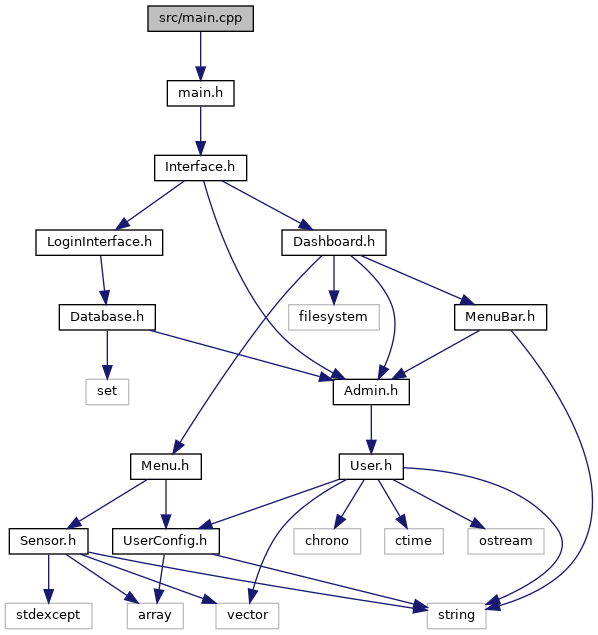 src/main.cpp
main.h
Interface.h
LoginInterface.h
Dashboard.h
Database.h
filesystem
MenuBar.h
set
Admin.h
Menu.h
User.h
Sensor.h
UserConfig.h
chrono
ctime
ostream
stdexcept
array
vector
string